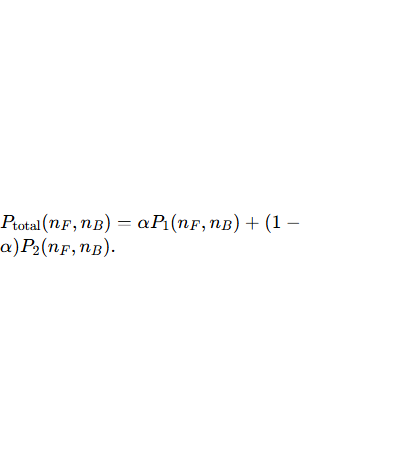 P_total(n_F, n_B) = αP_1(n_F, n_B) + (1 −
α)P_2(n_F, n_B).